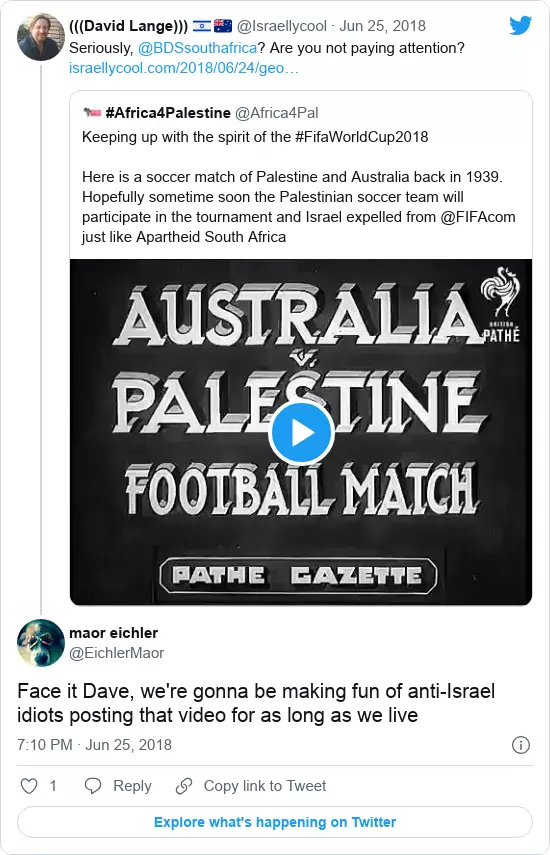 (((David Lange))) 🇮🇱 🇦🇺 @Israellycool · Jun 25, 2018
Seriously, @BDSsouthafrica? Are you not paying attention?
israellycool.com/2018/06/24/geo…
#Africa4Palestine @Africa4Pal
Keeping up with the spirit of the #FifaWorldCup2018
Here is a soccer match of Palestine and Australia back in 1939.
Hopefully sometime soon the Palestinian soccer team will
participate in the tournament and Israel expelled from @FIFAcom
just like Apartheid South Africa
BRITISH
PATHÉ
AUSTRALIA
V.
PALESTINE
FOOTBALL MATCH
PATHE GAZETTE
maor eichler
@EichlerMaor
Face it Dave, we're gonna be making fun of anti-Israel
idiots posting that video for as long as we live
7:10 PM · Jun 25, 2018
1 Reply Copy link to Tweet
Explore what's happening on Twitter